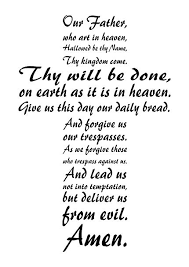 Our Father,
who art in heaven,
Hallowed be thy Name,
Thy kingdom come.
Thy will be done,
on earth as it is in heaven.
Give us this day our daily bread.
And forgive us
our trespasses.
As we forgive those
who trespass against us.
And lead us
not into temptation,
but deliver us
from evil.
Amen.